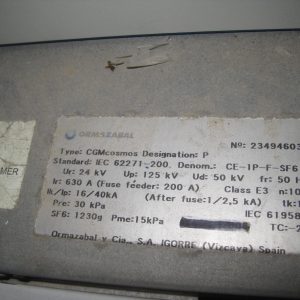 MER
ORMAZABAL
Nº: 23494603
Type: CGMcosmos Designation: P
Standard: IEC 62271-200, Denom.: CE-IP-F-SF6
Ur: 24 kV Up: 125 kV Ud: 50 kV fr: 50 H
Ir: 630 A (Fuse feeder: 200 A) Class E3 n:10
Ik/Ip: 16/40kA (After fuse:1/2,5 kA) tk:1
Pre: 30 kPa
SF6: 1230g Pme: 15kPa IEC 61958
TC:-2
Ormazabal y Cia., S.A. IGORRE (Vizcaya) Spain